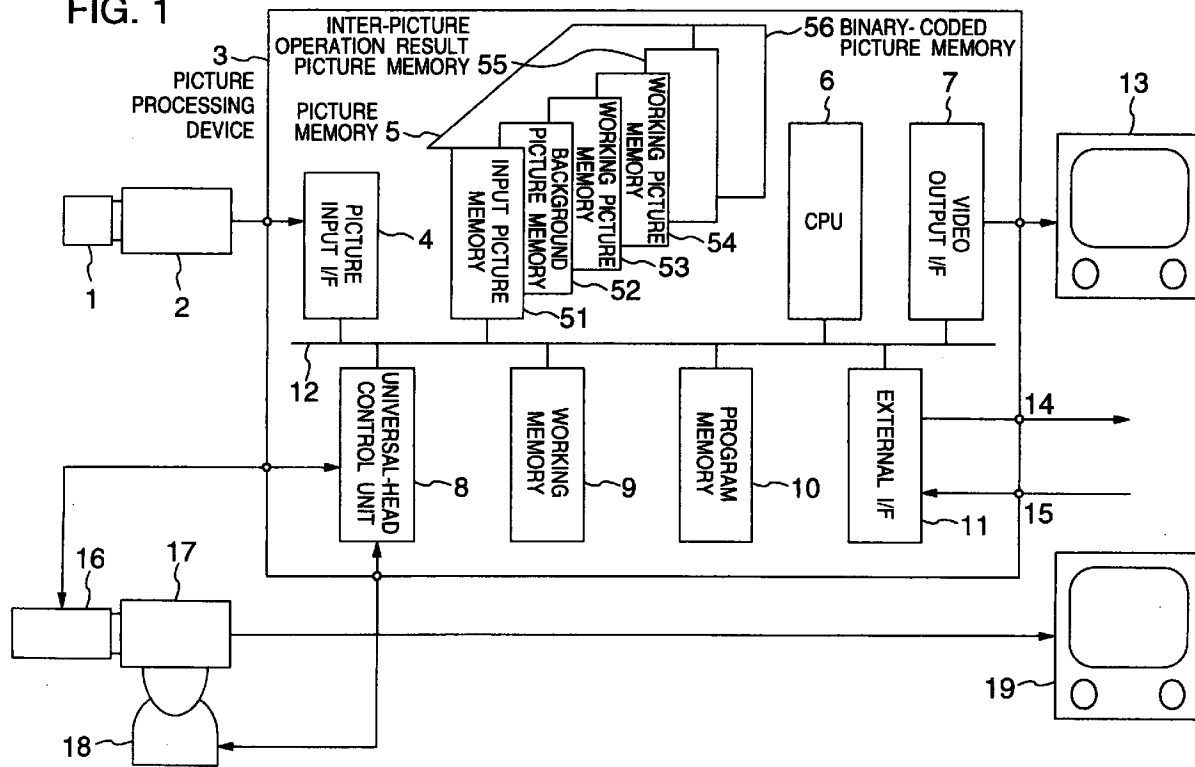 FIG. 1
3
PICTURE
PROCESSING
DEVICE
INTER-PICTURE
OPERATION RESULT
PICTURE MEMORY 55
56 BINARY-CODED
PICTURE MEMORY
PICTURE
MEMORY 5
6
7
13
PICTURE
INPUT I/F
4
INPUT PICTURE
MEMORY
51
BACKGROUND
PICTURE MEMORY
52
WORKING PICTURE
MEMORY
53
WORKING PICTURE
MEMORY
54
CPU
VIDEO
OUTPUT I/F
1
2
12
UNIVERSAL-HEAD
CONTROL UNIT
8
WORKING
MEMORY
9
PROGRAM
MEMORY
10
EXTERNAL I/F
11
14
15
16
17
18
19